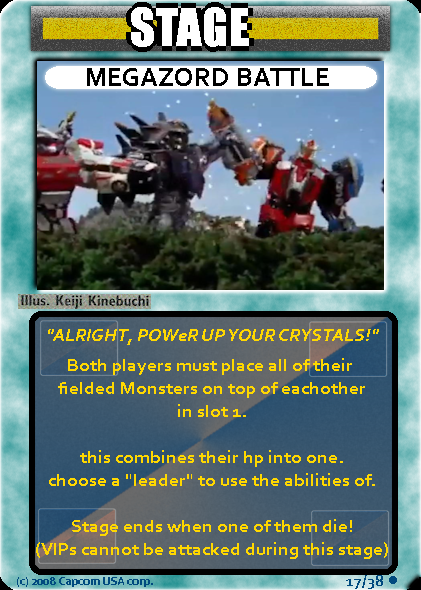 STAGE
MEGAZORD BATTLE
Illus. Keiji Kinebuchi
"ALRIGHT, POWeR UP YOUR CRYSTALS!"
Both players must place all of their
fielded Monsters on top of eachother
in slot 1.
this combines their hp into one.
choose a "leader" to use the abilities of.
Stage ends when one of them die!
(VIPs cannot be attacked during this stage)
(c) 2008 Capcom USA corp.
17/38 ●